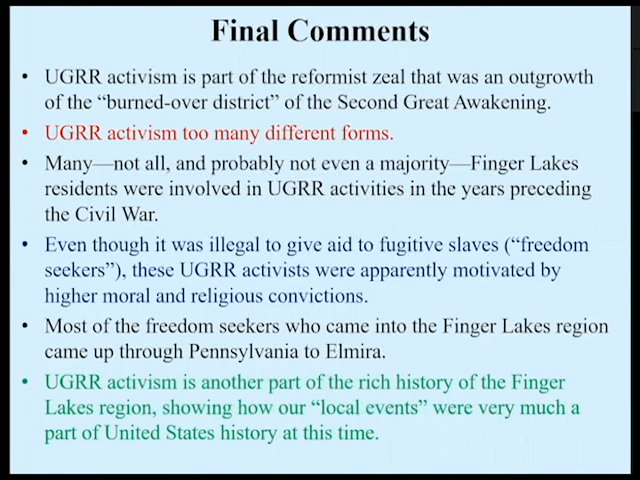 Final Comments
• UGRR activism is part of the reformist zeal that was an outgrowth
of the “burned-over district” of the Second Great Awakening.
• UGRR activism too many different forms.
• Many—not all, and probably not even a majority—Finger Lakes
residents were involved in UGRR activities in the years preceding
the Civil War.
• Even though it was illegal to give aid to fugitive slaves (“freedom
seekers”), these UGRR activists were apparently motivated by
higher moral and religious convictions.
• Most of the freedom seekers who came into the Finger Lakes region
came up through Pennsylvania to Elmira.
• UGRR activism is another part of the rich history of the Finger
Lakes region, showing how our “local events” were very much a
part of United States history at this time.